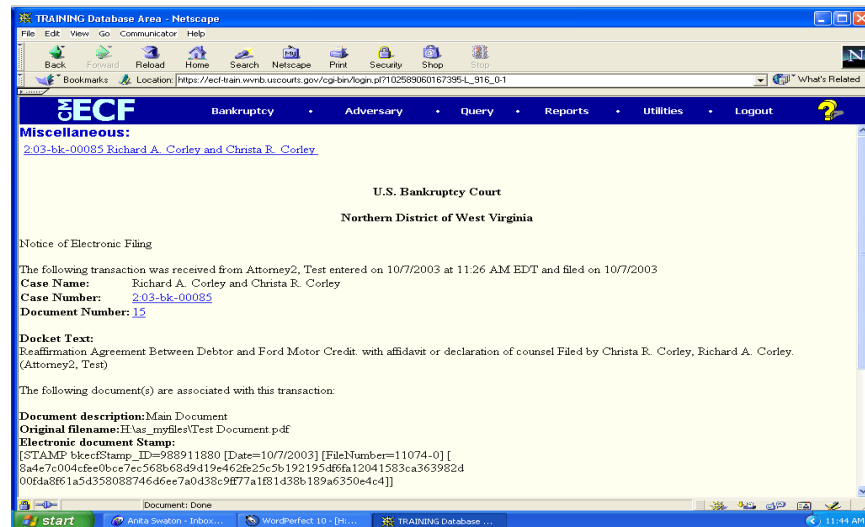 TRAINING Database Area - Netscape
File Edit View Go Communicator Help
Back Forward Reload Home Search Netscape Print Security Shop Stop
N
Bookmarks Location: https://ecf-train.wvnb.uscourts.gov/cgi-bin/login.pl?102589060167395-L_916_0-1 What's Related
CM ECF Bankruptcy • Adversary • Query • Reports • Utilities • Logout ?
Miscellaneous:
2:03-bk-00085 Richard A. Corley and Christa R. Corley
U.S. Bankruptcy Court
Northern District of West Virginia
Notice of Electronic Filing
The following transaction was received from Attorney2, Test entered on 10/7/2003 at 11:26 AM EDT and filed on 10/7/2003
Case Name: Richard A. Corley and Christa R. Corley
Case Number: 2:03-bk-00085
Document Number: 15
Docket Text:
Reaffirmation Agreement Between Debtor and Ford Motor Credit. with affidavit or declaration of counsel Filed by Christa R. Corley, Richard A. Corley.
(Attorney2, Test)
The following document(s) are associated with this transaction:
Document description:Main Document
Original filename:H:\as_myfiles\Test Document.pdf
Electronic document Stamp:
[STAMP bkecfStamp_ID=988911880 [Date=10/7/2003] [FileNumber=11074-0] [
8a4e7c004cfee0bce7ec568b68d9d19e462fe25c5b192195df6fa12041583ca363982d
00fda8f61a5d358088746d6ee7a0d38c9ff77a1f81d38b189a6350e4c4]]
Document: Done
start Anita Swaton - Inbox... WordPerfect 10 - [H:... TRAINING Database ... 11:44 AM